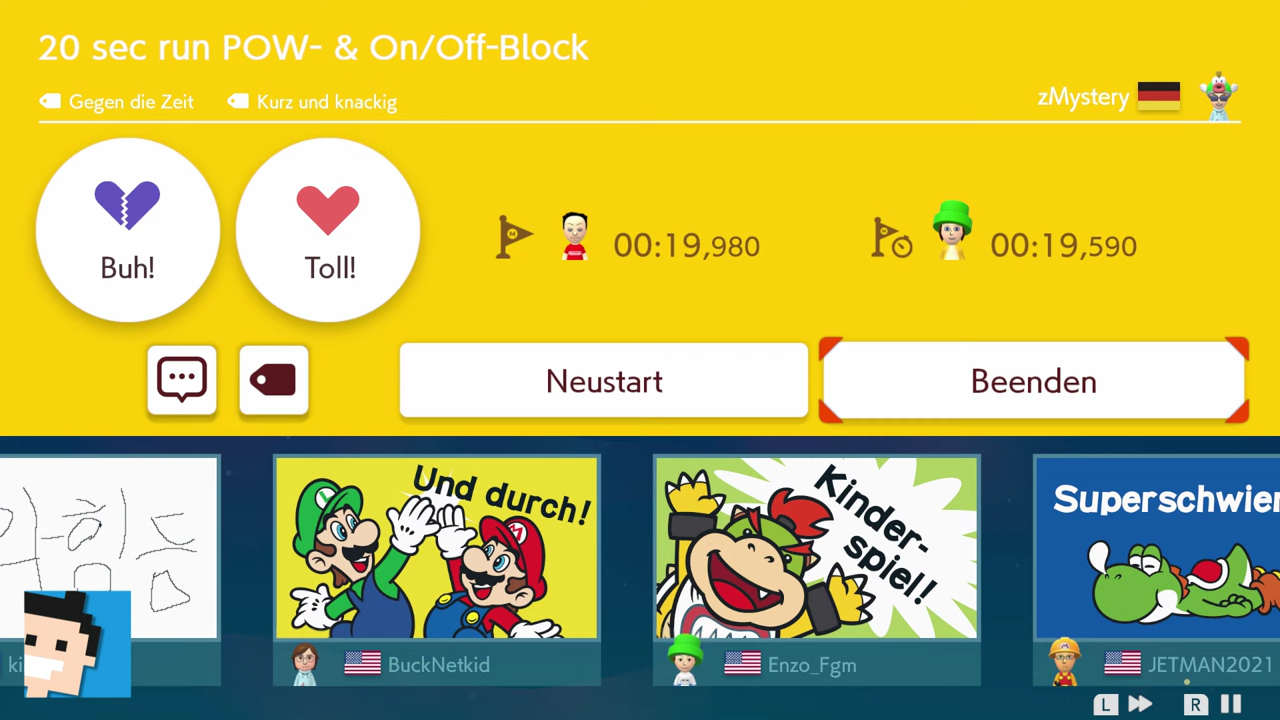 20 sec run POW- & On/Off-Block
Gegen die Zeit
Kurz und knackig
zMystery
Buh!
Toll!
00:19,980
00:19,590
Neustart
Beenden
Und durch!
Kinder-
spiel!
Superschwier
BuckNetkid
Enzo_Fgm
JETMAN2021
L
R